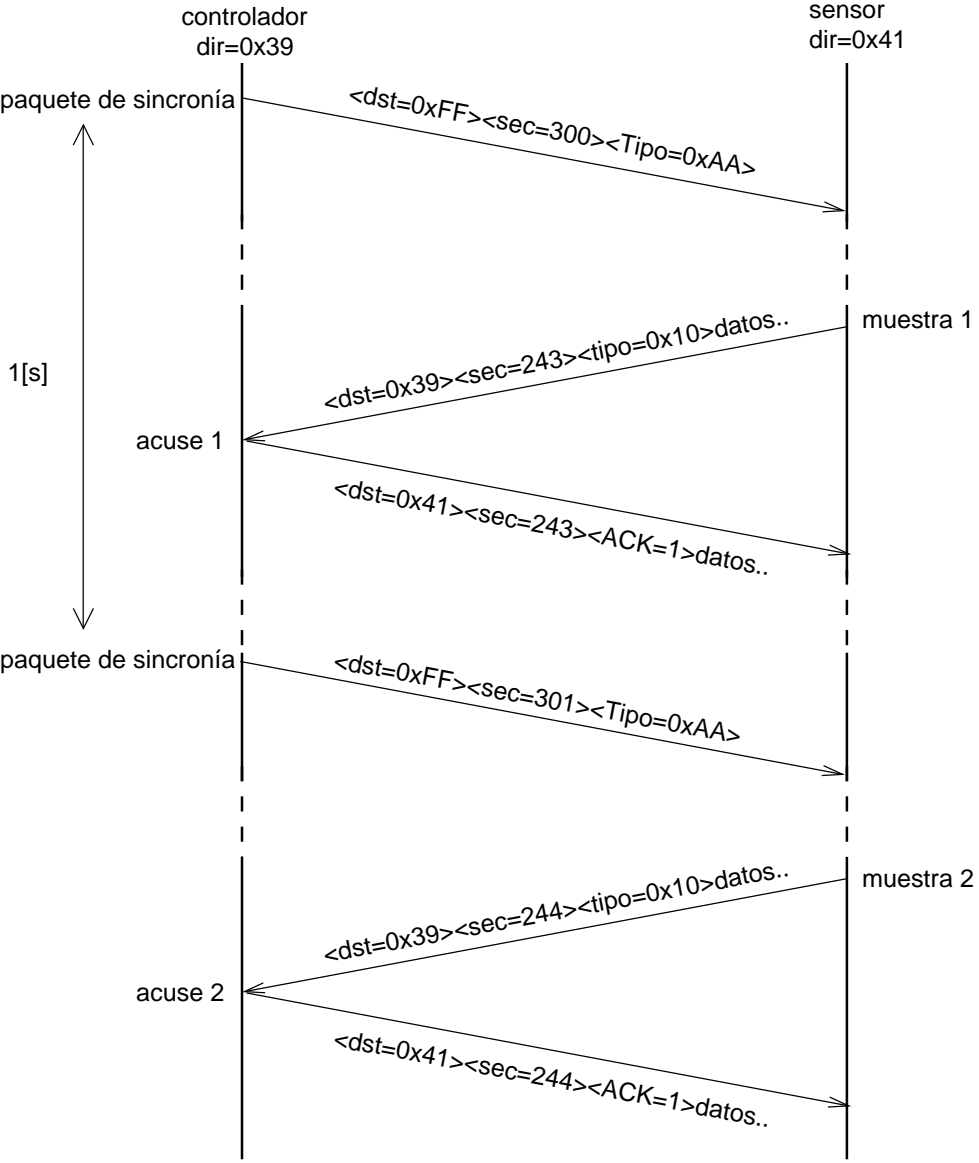 controlador
dir=0x39
sensor
dir=0x41
paquete de sincronía
<dst=0xFF><sec=300><Tipo=0xAA>
muestra 1
<dst=0x39><sec=243><tipo=0x10>datos..
1[s]
acuse 1
<dst=0x41><sec=243><ACK=1>datos..
paquete de sincronía
<dst=0xFF><sec=301><Tipo=0xAA>
muestra 2
<dst=0x39><sec=244><tipo=0x10>datos..
acuse 2
<dst=0x41><sec=244><ACK=1>datos..